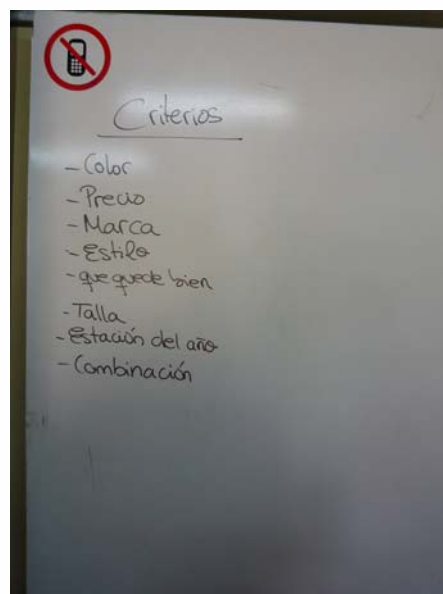 Criterios
- Color
- Precio
- Marca
- Estilo
- que quede bien
- Talla
- Estación del año
- Combinación